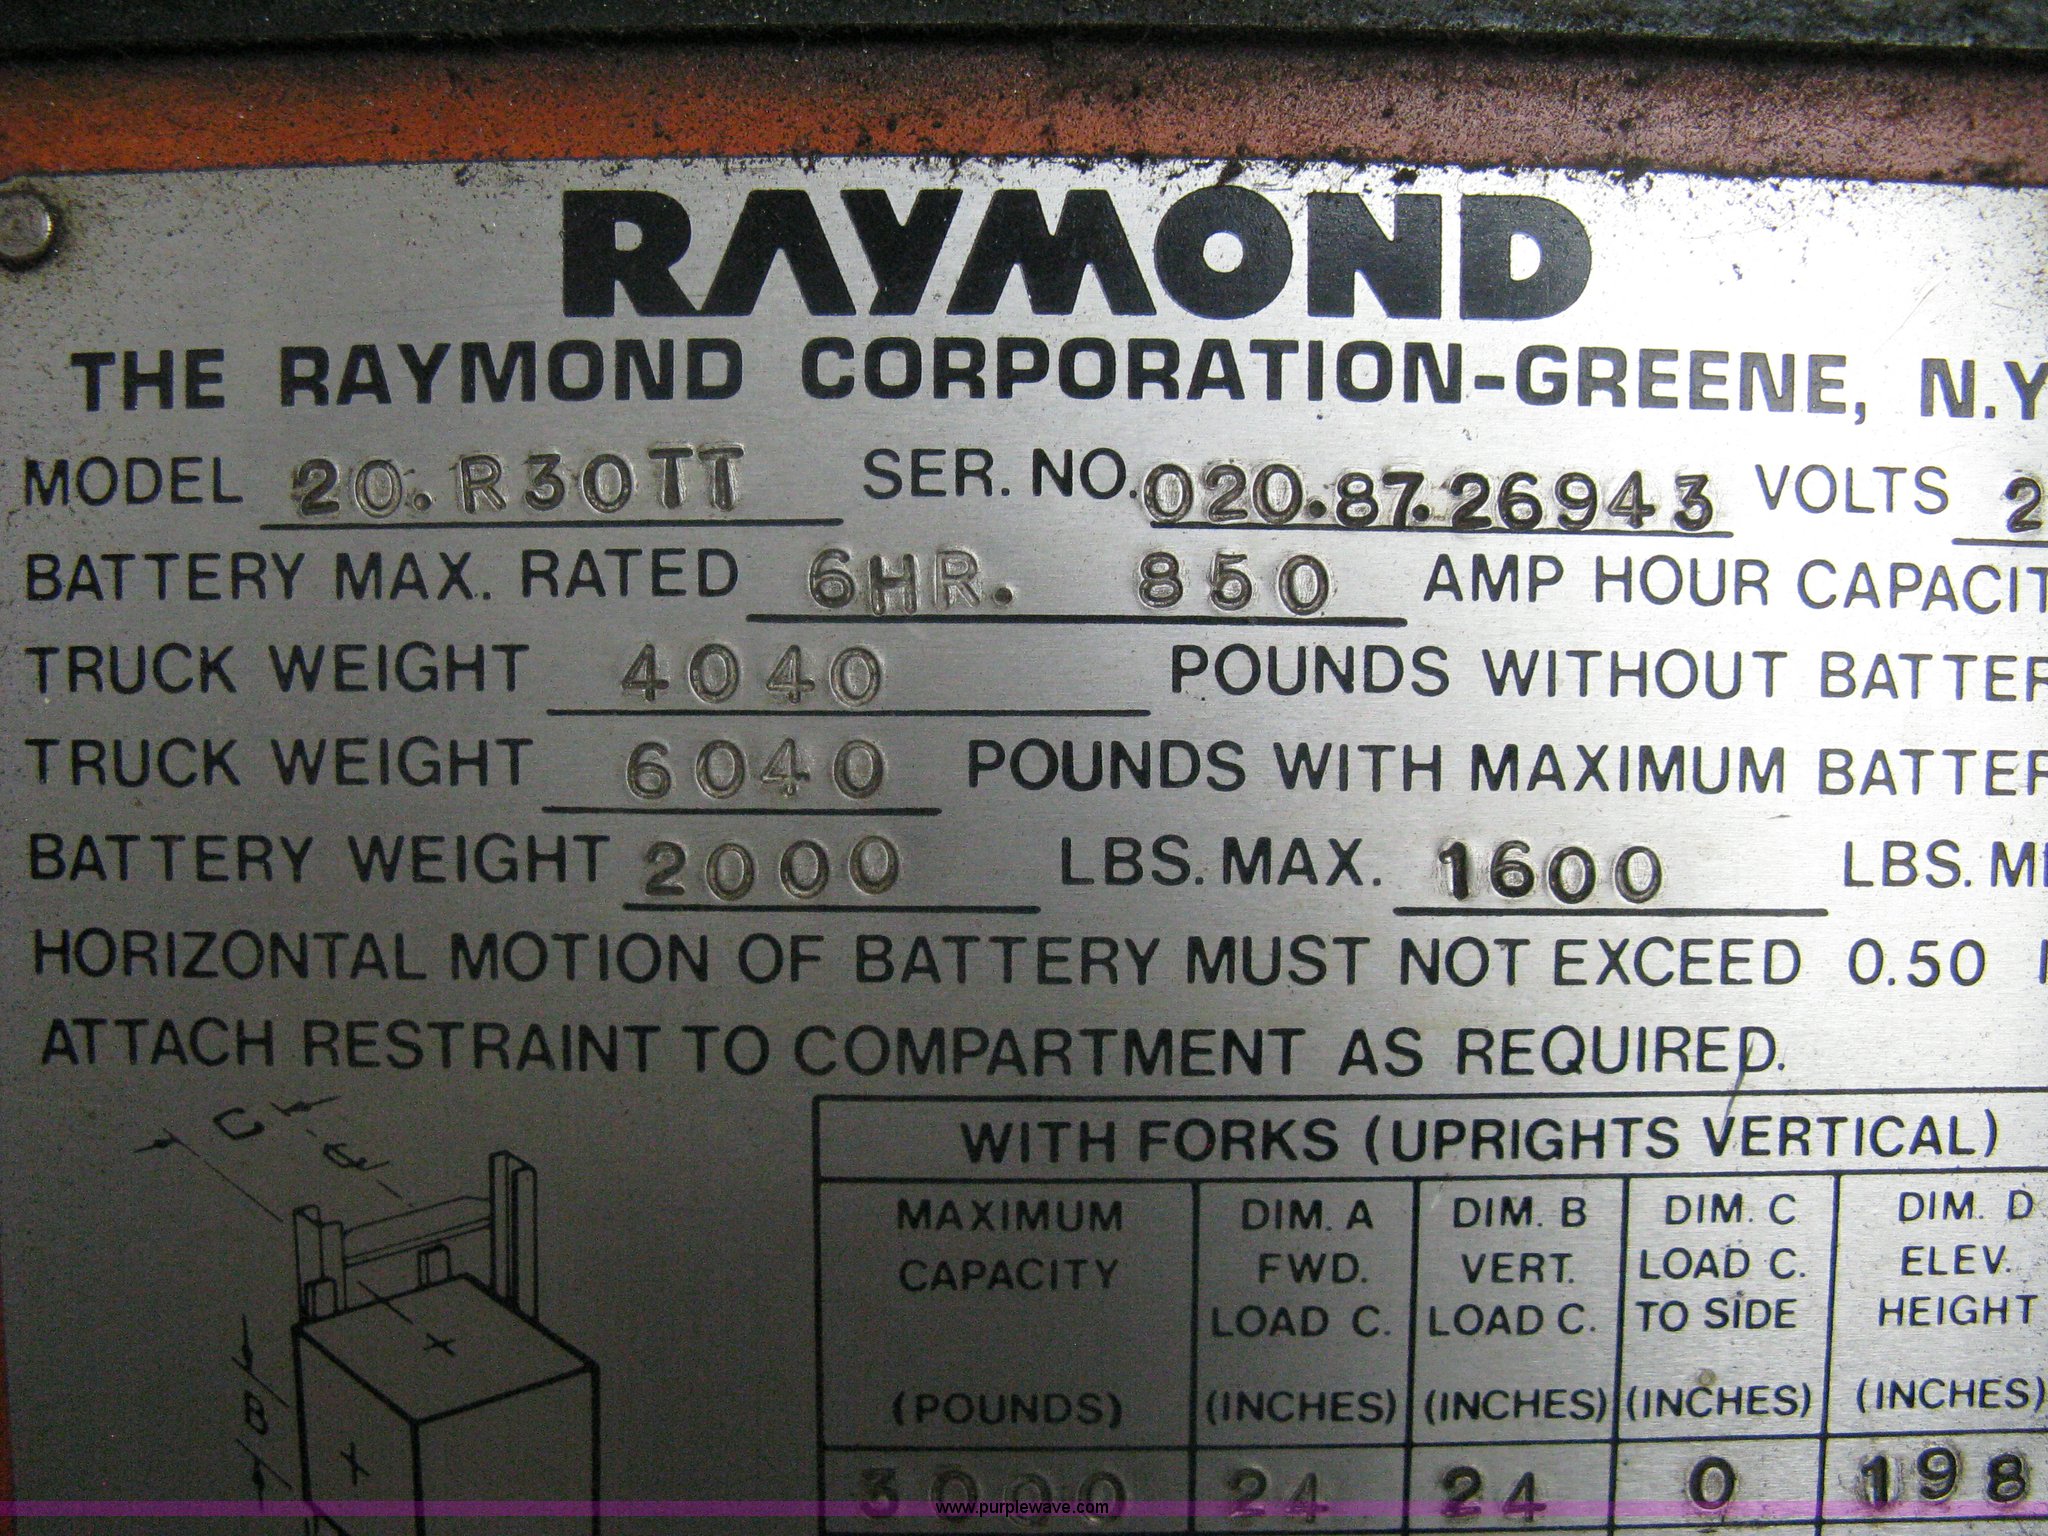 RAYMOND
THE RAYMOND CORPORATION-GREENE, N.Y
MODEL 20.R30TT SER. NO. 020.87.26943 VOLTS 2
BATTERY MAX. RATED 6HR. 850 AMP HOUR CAPACIT
TRUCK WEIGHT 4040 POUNDS WITHOUT BATTER
TRUCK WEIGHT 6040 POUNDS WITH MAXIMUM BATTER
BATTERY WEIGHT 2000 LBS. MAX. 1600 LBS. MI
HORIZONTAL MOTION OF BATTERY MUST NOT EXCEED 0.50
ATTACH RESTRAINT TO COMPARTMENT AS REQUIRED.
C
B
WITH FORKS (UPRIGHTS VERTICAL)
MAXIMUM DIM. A DIM. B DIM. C DIM. D
CAPACITY FWD. VERT. LOAD C. ELEV.
LOAD C. LOAD C. TO SIDE HEIGHT
(POUNDS) (INCHES) (INCHES) (INCHES) (INCHES)
3000 24 24 0 198
www.purplewave.com